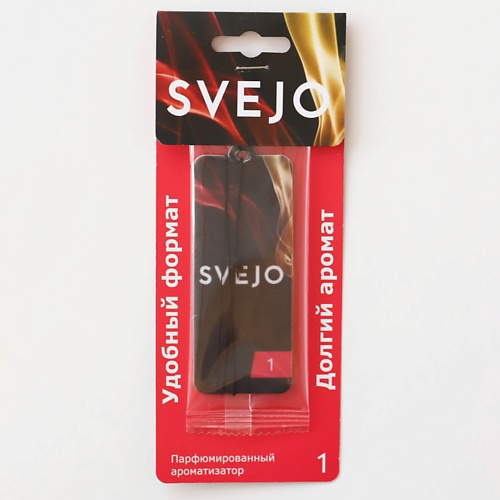 SVEJO
Удобный формат
SVEJO
1
Долгий аромат
Парфюмированный
ароматизатор
1